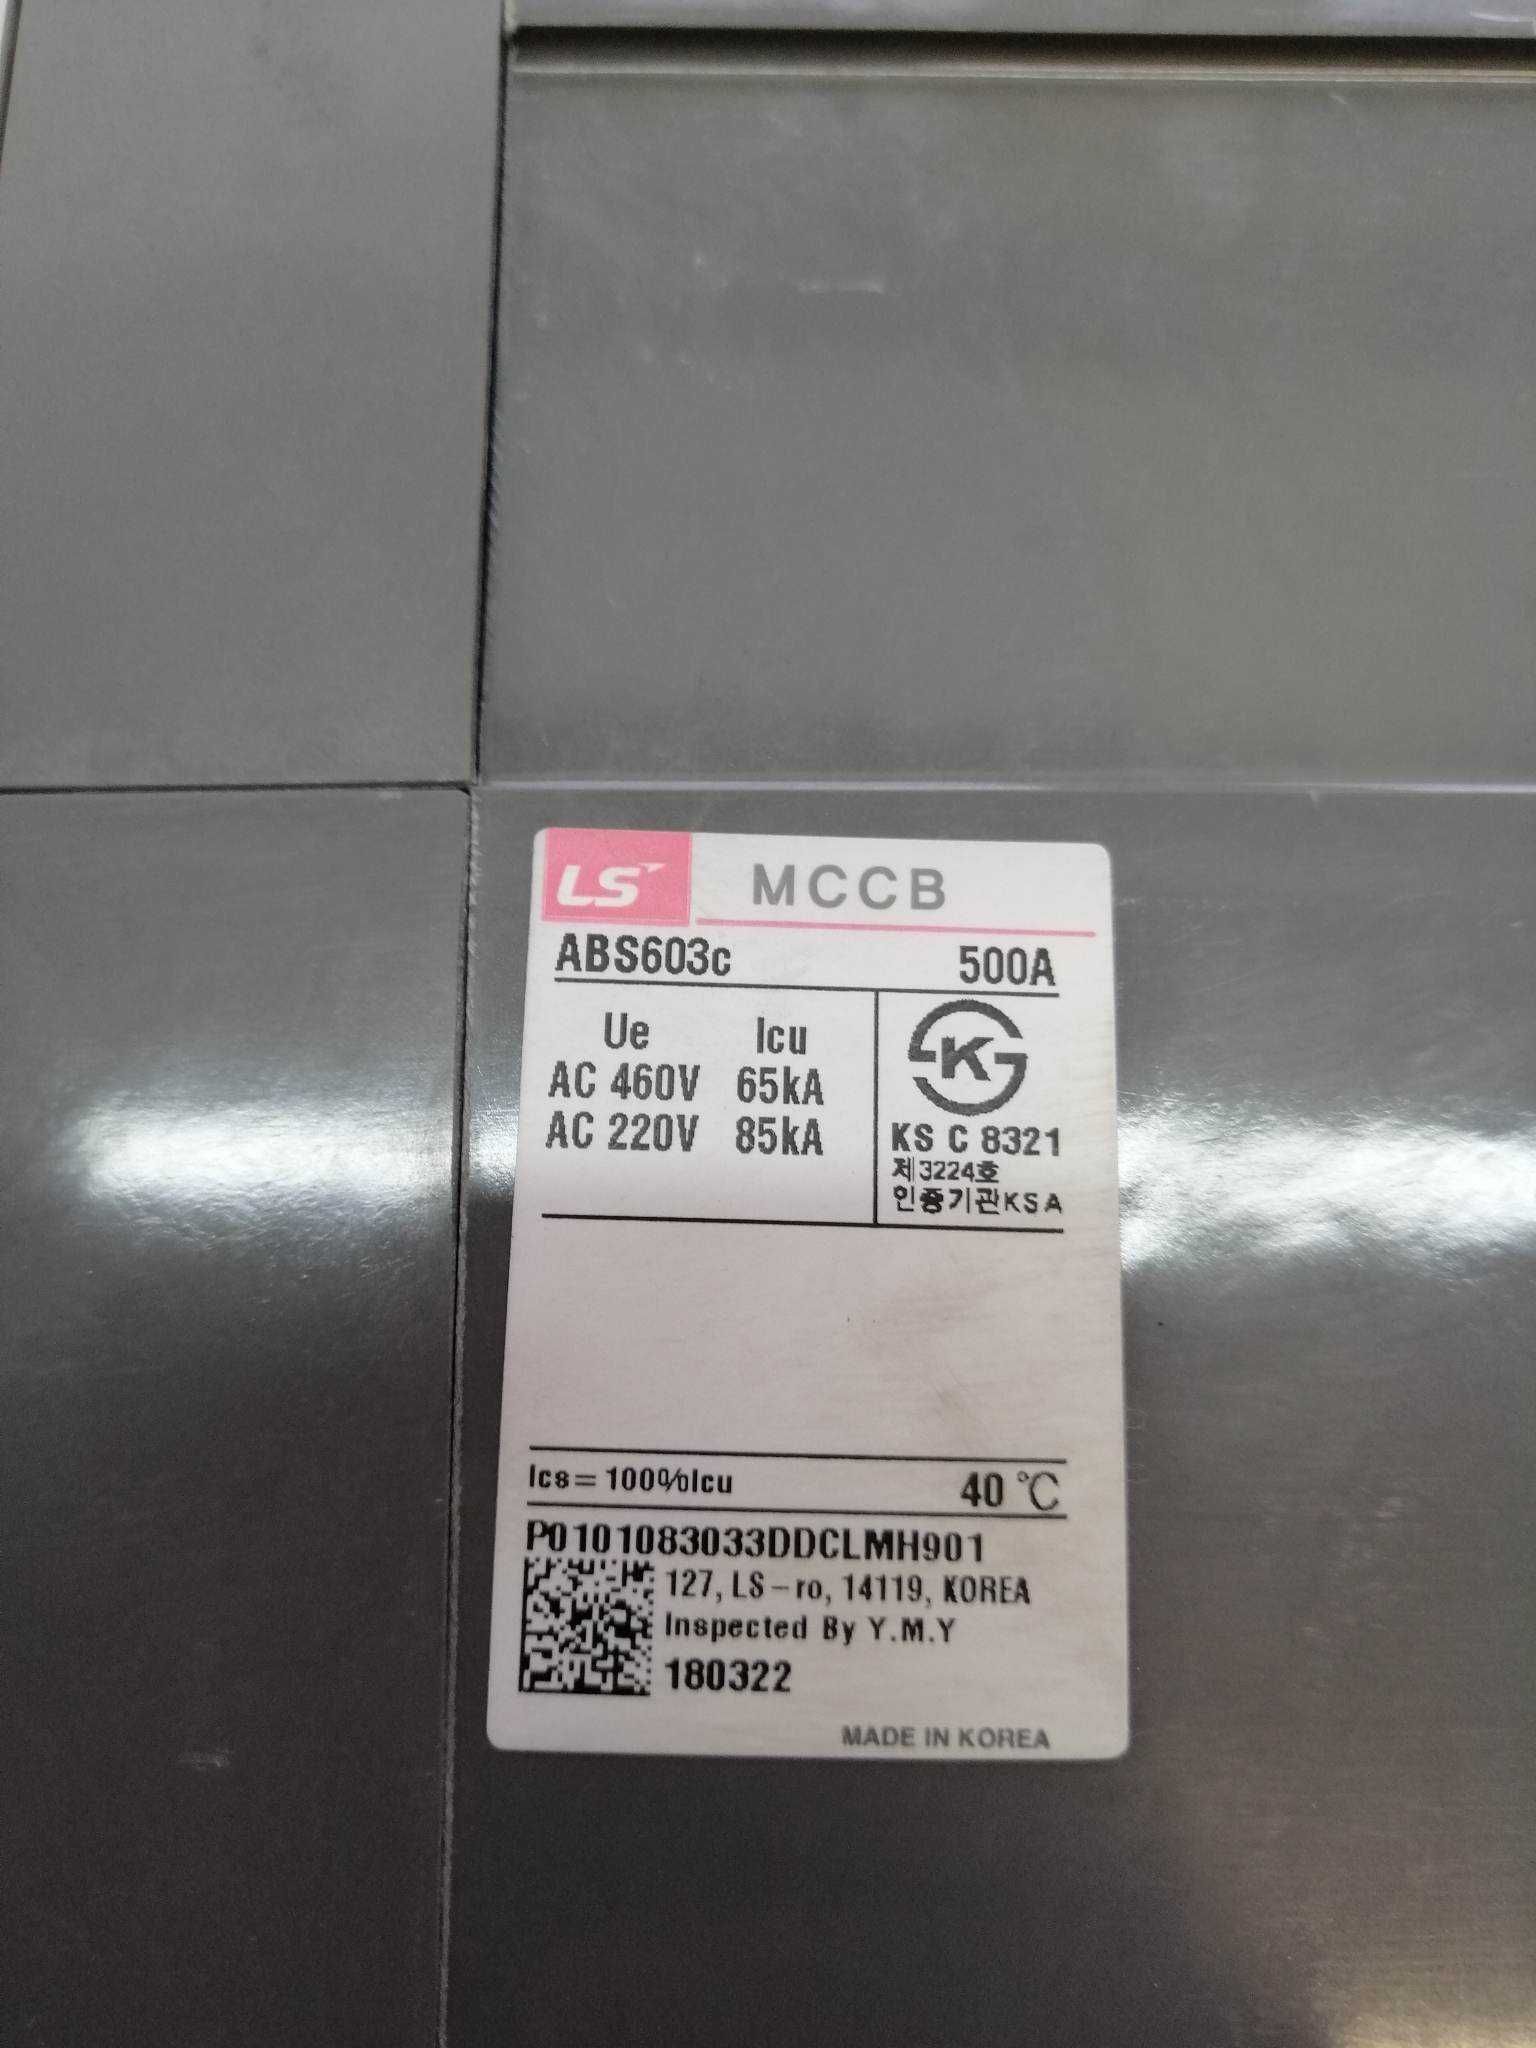 LS MCCB
ABS603c 500A
Ue Icu
AC 460V 65kA
AC 220V 85kA
K
KS C 8321
제3224호
인증기관KSA
Ics=100%Icu 40℃
P0101083033DDCLMH901
127, LS-ro, 14119, KOREA
Inspected By Y.M.Y
180322
MADE IN KOREA